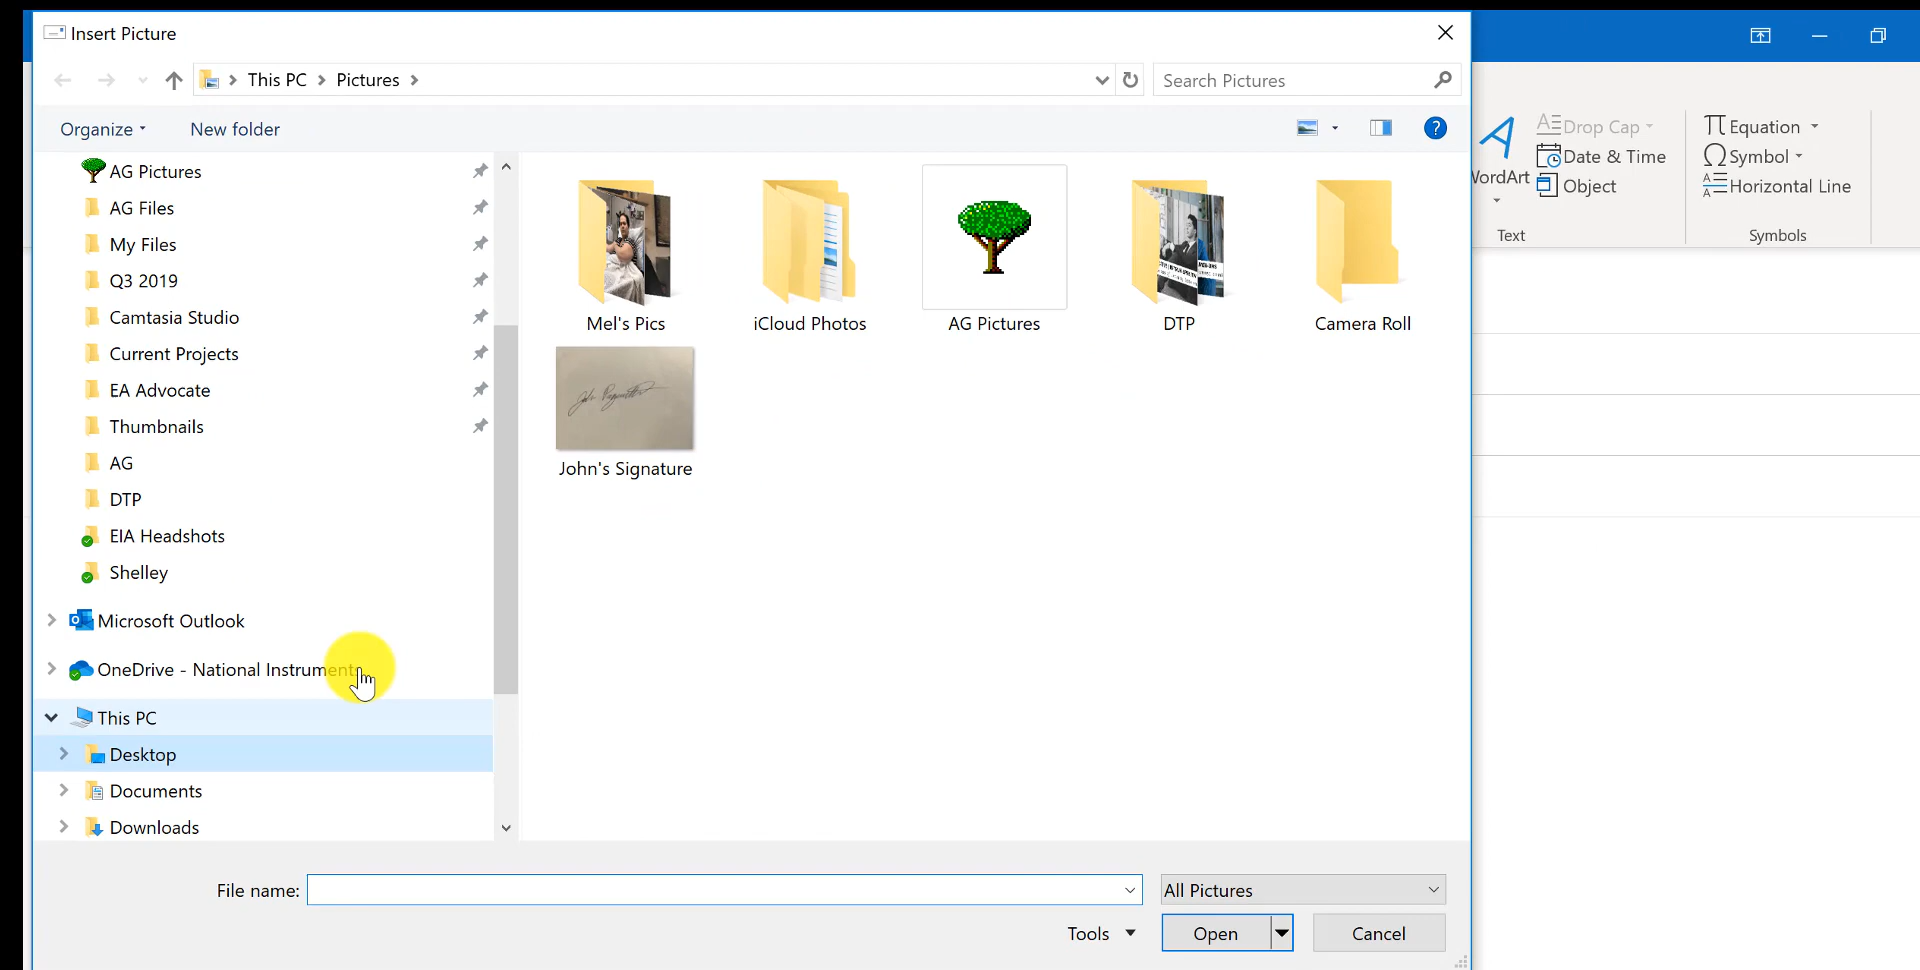 Insert Picture
This PC > Pictures >
Search Pictures
Organize
New folder
?
AG Pictures
AG Files
My Files
Q3 2019
Camtasia Studio
Current Projects
EA Advocate
Thumbnails
AG
DTP
EIA Headshots
Shelley
Microsoft Outlook
OneDrive - National Instruments
This PC
Desktop
Documents
Downloads
Mel's Pics
iCloud Photos
AG Pictures
DTP
Camera Roll
John's Signature
File name:
All Pictures
Tools
Open
Cancel
WordArt
Drop Cap
Date & Time
Object
Text
Equation
Symbol
Horizontal Line
Symbols